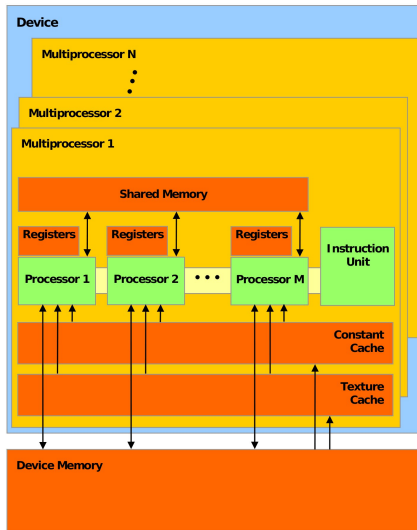 Device
Multiprocessor N
Multiprocessor 2
Multiprocessor 1
Shared Memory
Registers
Registers
Registers
Instruction
Unit
Processor 1
Processor 2
Processor M
Constant
Cache
Texture
Cache
Device Memory